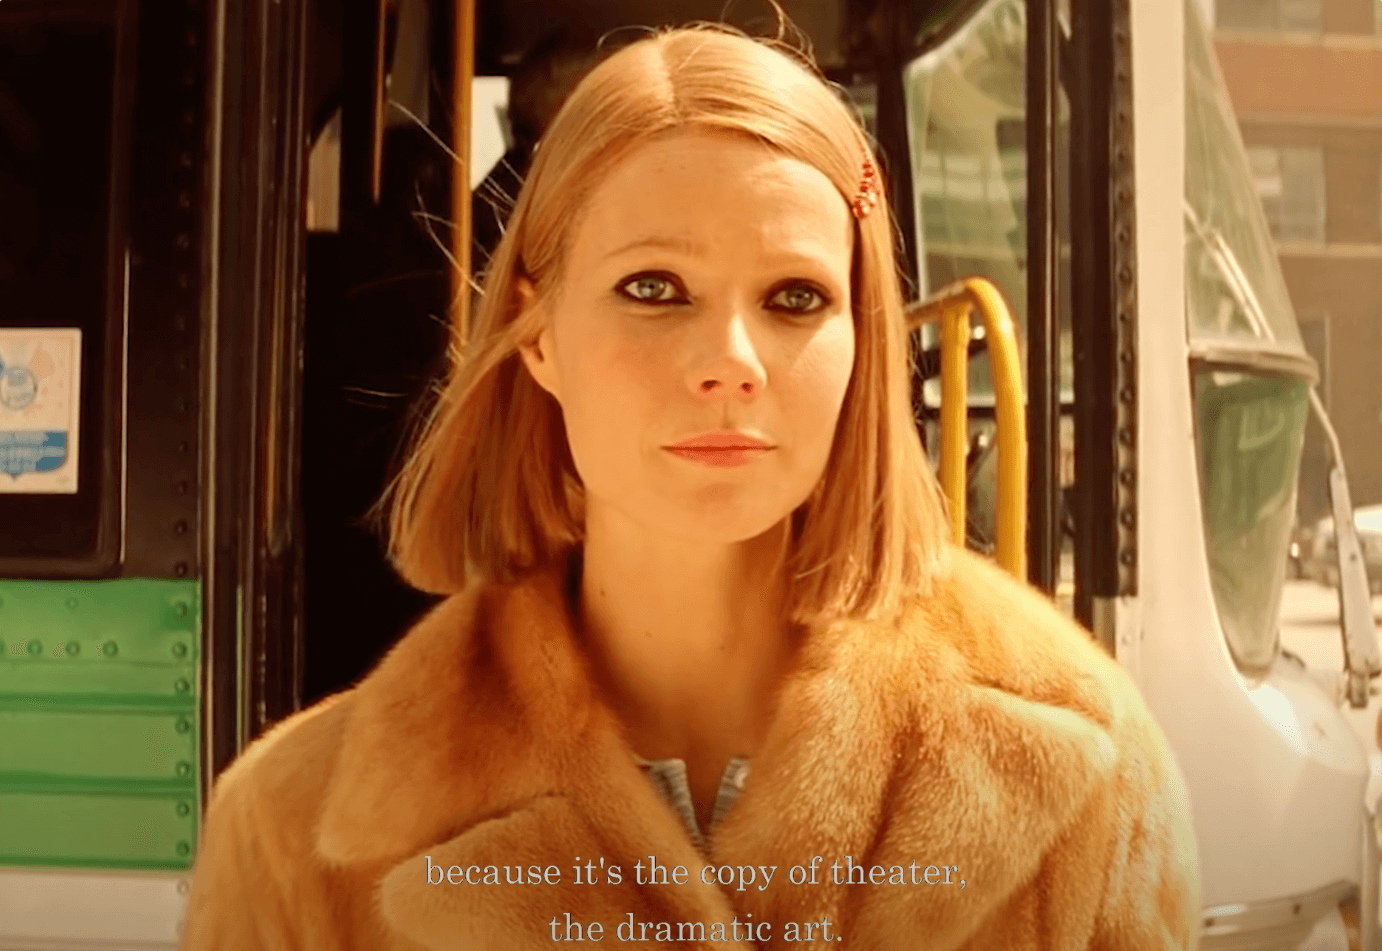 because it's the copy of theater,
the dramatic art.